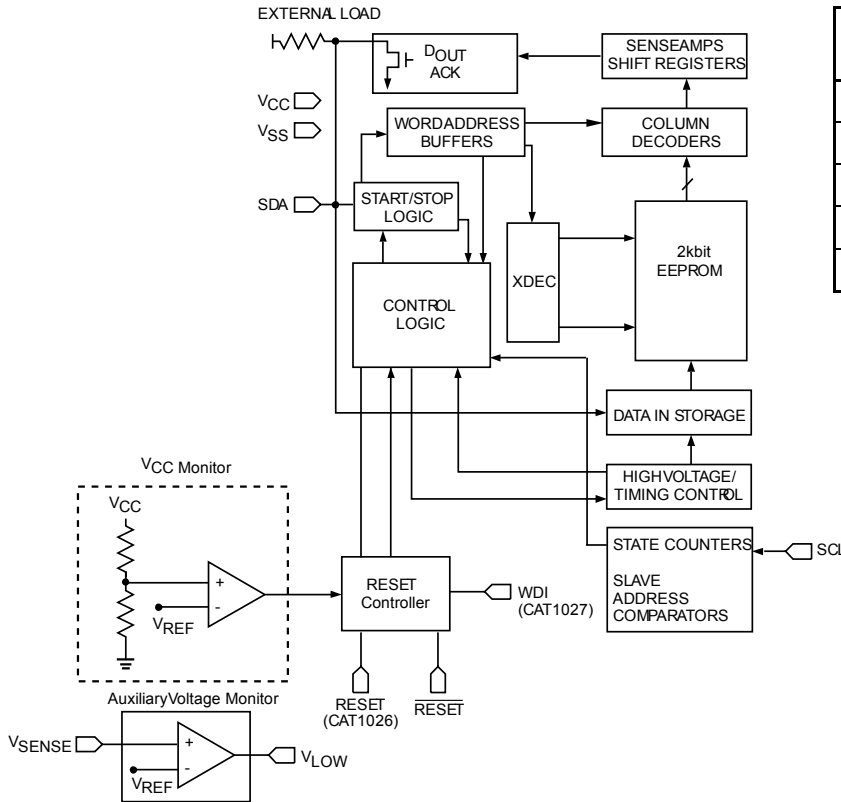 EXTERNAL LOAD
DOUT
ACK
SENSEAMPS
SHIFT REGISTERS
VCC
VSS
WORDADDRESS
BUFFERS
COLUMN
DECODERS
SDA
START/STOP
LOGIC
XDEC
2kbit
EEPROM
CONTROL
LOGIC
DATA IN STORAGE
HIGHVOLTAGE/
TIMING CONTROL
STATE COUNTERS
SCL
SLAVE
ADDRESS
COMPARATORS
VCC Monitor
VCC
+
-
VREF
RESET
Controller
WDI
(CAT1027)
RESET
(CAT1026)
RESET
AuxiliaryVoltage Monitor
VSENSE
+
-
VREF
VLOW